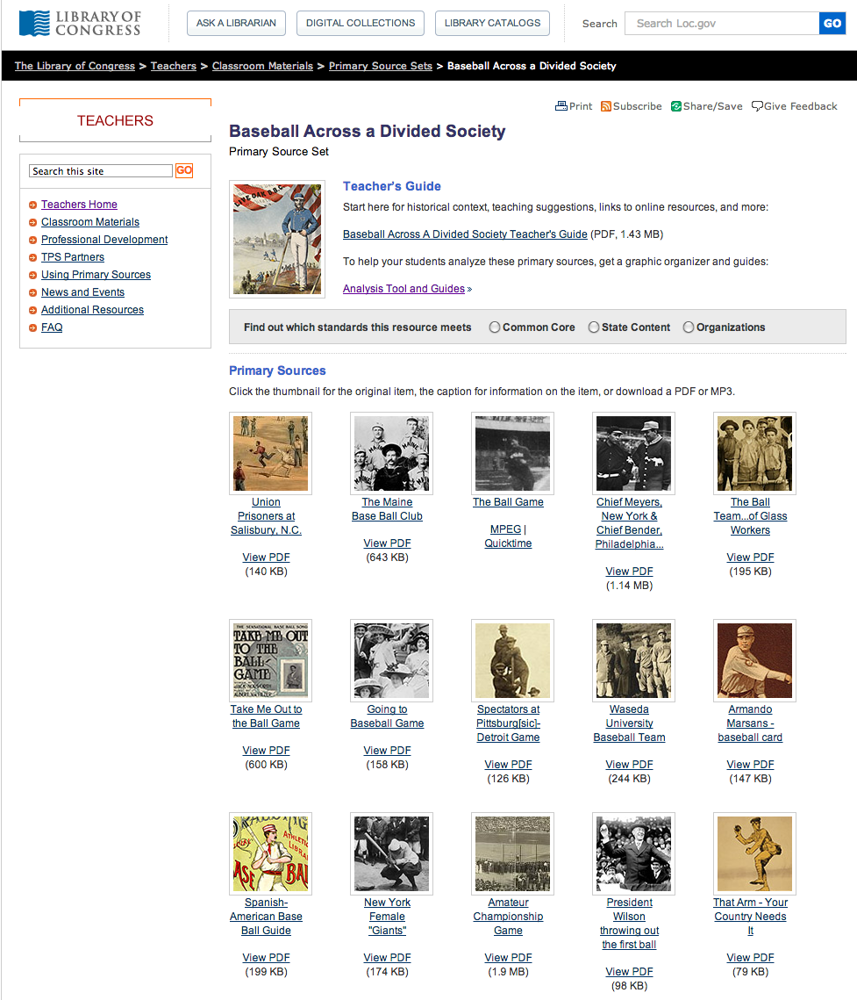 LIBRARY OF
CONGRESS
ASK A LIBRARIAN
DIGITAL COLLECTIONS
LIBRARY CATALOGS
Search
Search Loc.gov
GO
The Library of Congress > Teachers > Classroom Materials > Primary Source Sets > Baseball Across a Divided Society
Print Subscribe Share/Save Give Feedback
TEACHERS
Search this site
GO
Teachers Home
Classroom Materials
Professional Development
TPS Partners
Using Primary Sources
News and Events
Additional Resources
FAQ
Baseball Across a Divided Society
Primary Source Set
LIVE OAK B.B.C.
Teacher's Guide
Start here for historical context, teaching suggestions, links to online resources, and more:
Baseball Across A Divided Society Teacher's Guide (PDF, 1.43 MB)
To help your students analyze these primary sources, get a graphic organizer and guides:
Analysis Tool and Guides »
Find out which standards this resource meets Common Core State Content Organizations
Primary Sources
Click the thumbnail for the original item, the caption for information on the item, or download a PDF or MP3.
Union
Prisoners at
Salisbury, N.C.
View PDF
(140 KB)
MAINE
MAINE
The Maine
Base Ball Club
View PDF
(643 KB)
The Ball Game
MPEG |
Quicktime
Chief Meyers,
New York &
Chief Bender,
Philadelphia...
View PDF
(1.14 MB)
The Ball
Team...of Glass
Workers
View PDF
(195 KB)
THE SENSATIONAL BASE BALL SONG
TAKE ME OUT
TO THE
BALL
GAME
Take Me Out to
the Ball Game
View PDF
(600 KB)
Going to
Baseball Game
View PDF
(158 KB)
Spectators at
Pittsburg[sic]-
Detroit Game
View PDF
(126 KB)
Waseda
University
Baseball Team
View PDF
(244 KB)
Armando
Marsans -
baseball card
View PDF
(147 KB)
ATHLETIC
LIBRA
ASE BA
Spanish-
American Base
Ball Guide
View PDF
(199 KB)
New York
Female
"Giants"
View PDF
(174 KB)
Amateur
Championship
Game
View PDF
(1.9 MB)
President
Wilson
throwing out
the first ball
View PDF
(98 KB)
That Arm - Your
Country Needs
It
View PDF
(79 KB)